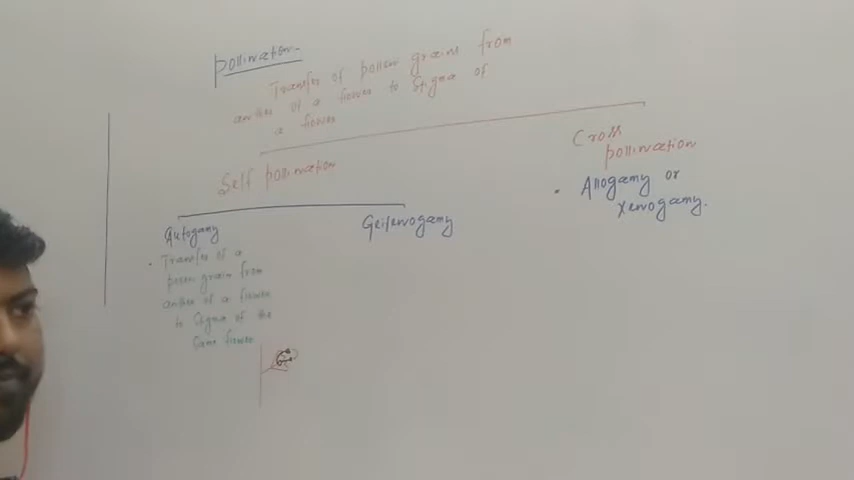 Pollination-
Transfer of pollen grains from
anther of a flower to Stigma of
a flower
Self pollination
Cross
pollination
Autogamy
Geitenogamy
• Allogamy or
Xenogamy.
• Transfer of a
pollen grain from
anther of a flower
to Stigma of the
Same flower